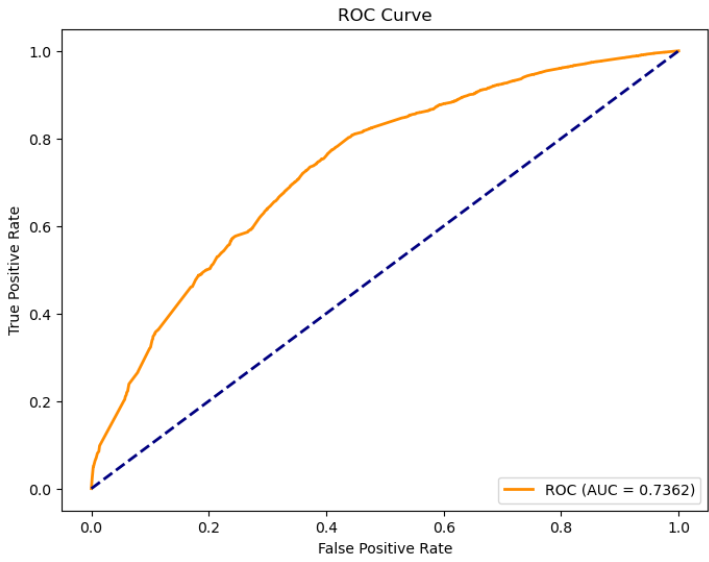 ROC Curve
1.0
0.8
0.6
0.4
0.2
0.0
True Positive Rate
ROC (AUC = 0.7362)
0.0 0.2 0.4 0.6 0.8 1.0
False Positive Rate